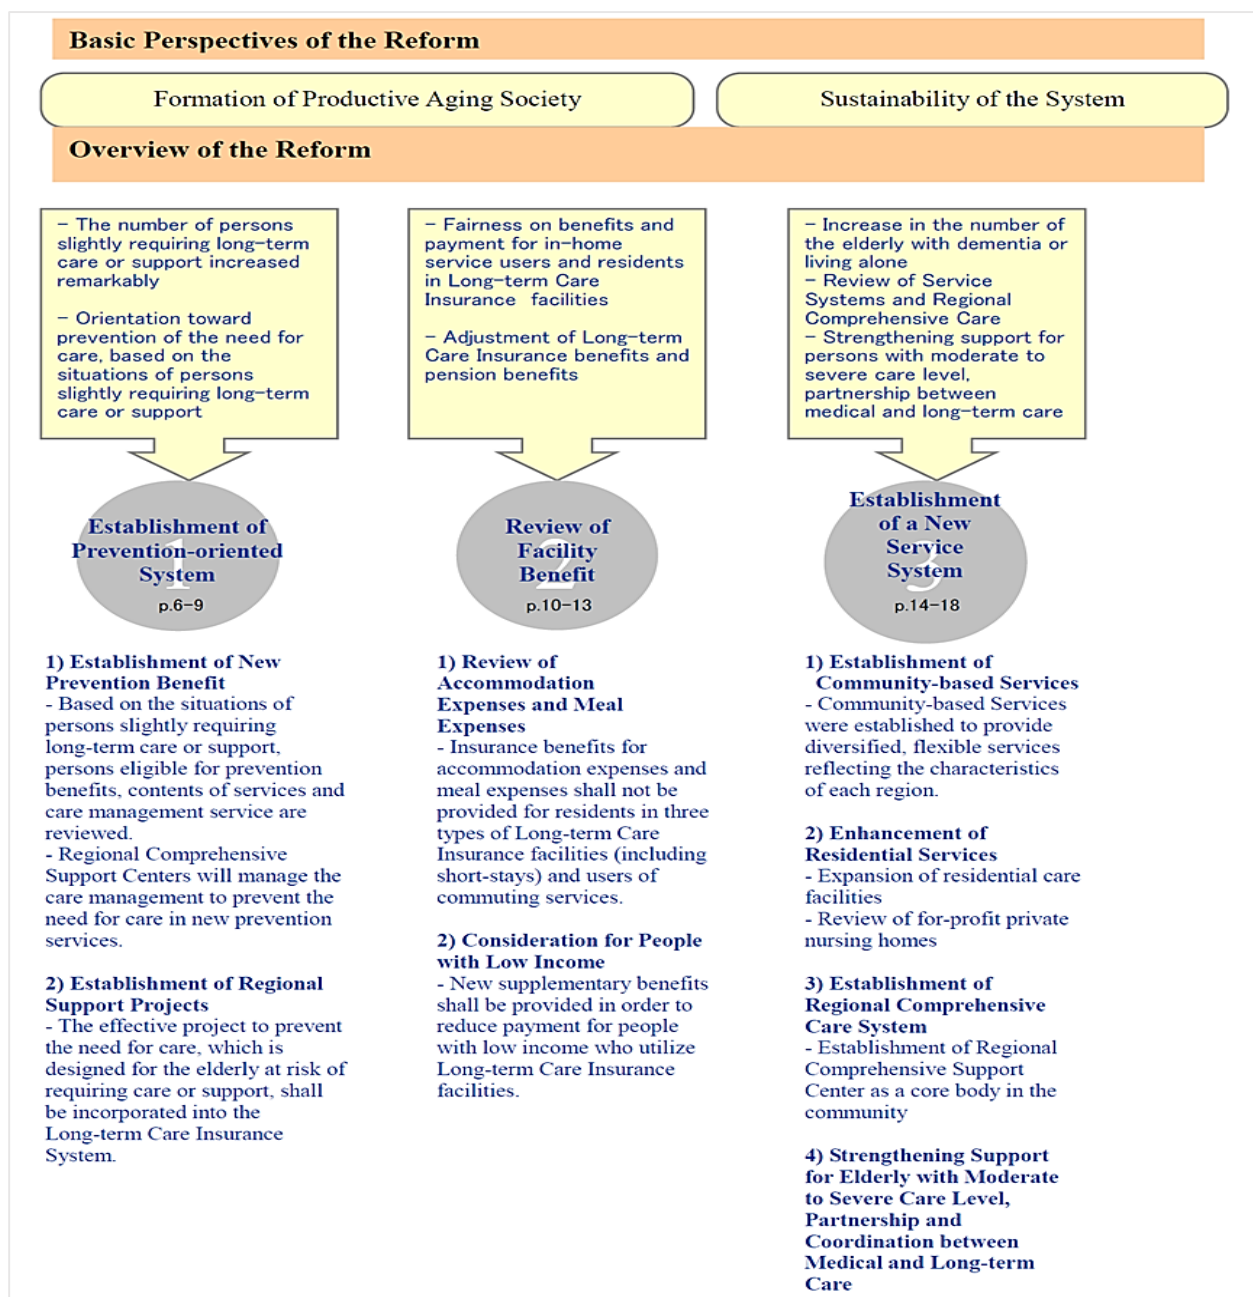 Basic Perspectives of the Reform
Formation of Productive Aging Society
Sustainability of the System
Overview of the Reform
- The number of persons
slightly requiring long-term
care or support increased
remarkably
- Orientation toward
prevention of the need for
care, based on the
situations of persons
slightly requiring long-term
care or support
- Fairness on benefits and
payment for in-home
service users and residents
in Long-term Care
Insurance facilities
- Adjustment of Long-term
Care Insurance benefits and
pension benefits
- Increase in the number of
the elderly with dementia or
living alone
- Review of Service
Systems and Regional
Comprehensive Care
- Strengthening support for
persons with moderate to
severe care level,
partnership between
medical and long-term care
1
Establishment of
Prevention-oriented
System
p.6-9
2
Review of
Facility
Benefit
p.10-13
3
Establishment
of a New
Service
System
p.14-18
1) Establishment of New
Prevention Benefit
- Based on the situations of
persons slightly requiring
long-term care or support,
persons eligible for prevention
benefits, contents of services and
care management service are
reviewed.
- Regional Comprehensive
Support Centers will manage the
care management to prevent the
need for care in new prevention
services.
2) Establishment of Regional
Support Projects
- The effective project to prevent
the need for care, which is
designed for the elderly at risk of
requiring care or support, shall
be incorporated into the
Long-term Care Insurance
System.
1) Review of
Accommodation
Expenses and Meal
Expenses
- Insurance benefits for
accommodation expenses and
meal expenses shall not be
provided for residents in three
types of Long-term Care
Insurance facilities (including
short-stays) and users of
commuting services.
2) Consideration for People
with Low Income
- New supplementary benefits
shall be provided in order to
reduce payment for people
with low income who utilize
Long-term Care Insurance
facilities.
1) Establishment of
Community-based Services
- Community-based Services
were established to provide
diversified, flexible services
reflecting the characteristics
of each region.
2) Enhancement of
Residential Services
- Expansion of residential care
facilities
- Review of for-profit private
nursing homes
3) Establishment of
Regional Comprehensive
Care System
- Establishment of Regional
Comprehensive Support
Center as a core body in the
community
4) Strengthening Support
for Elderly with Moderate
to Severe Care Level,
Partnership and
Coordination between
Medical and Long-term
Care